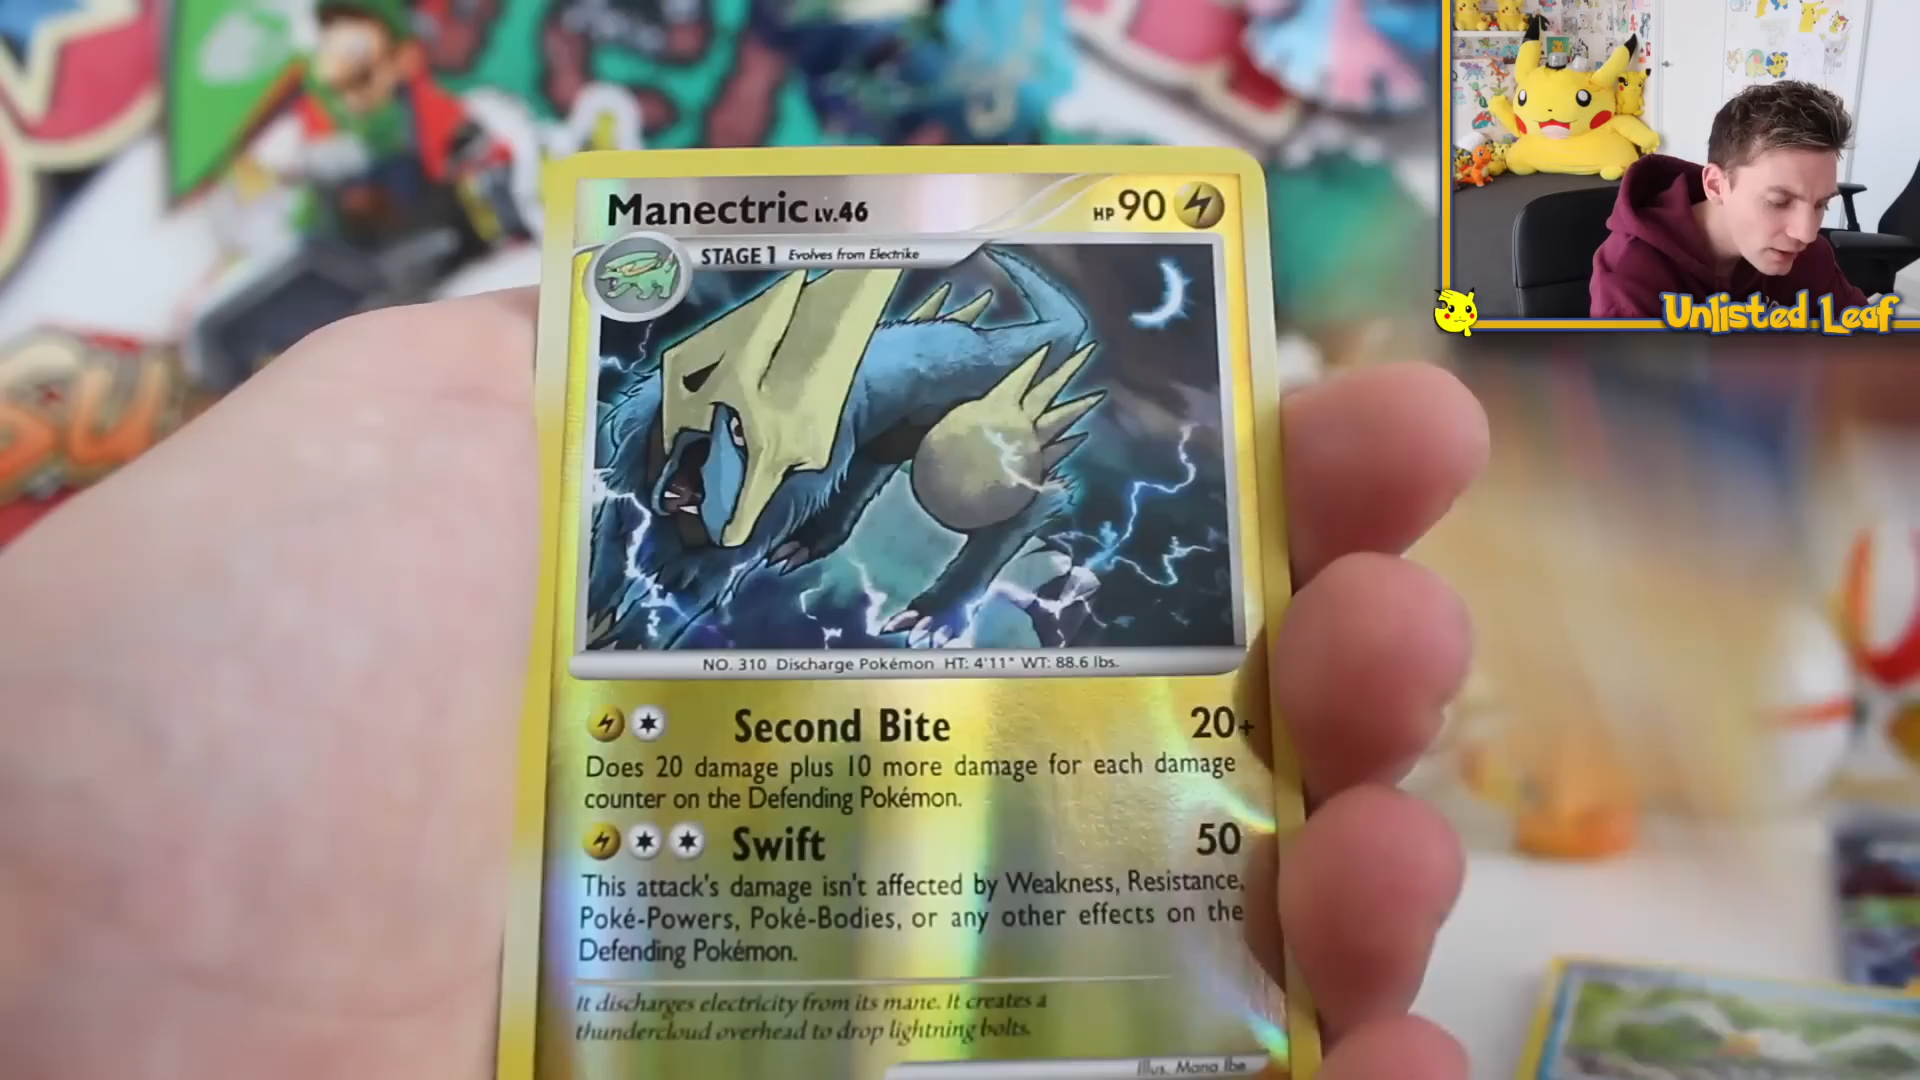 Manectric LV.46 HP 90
STAGE 1 Evolves from Electrike
NO. 310 Discharge Pokémon HT: 4'11" WT: 88.6 lbs.
Second Bite 20+
Does 20 damage plus 10 more damage for each damage
counter on the Defending Pokémon.
Swift 50
This attack's damage isn't affected by Weakness, Resistance,
Poké-Powers, Poké-Bodies, or any other effects on the
Defending Pokémon.
It discharges electricity from its mane. It creates a
thundercloud overhead to drop lightning bolts.
Illus. Mana Ibe
Unlisted.Leaf